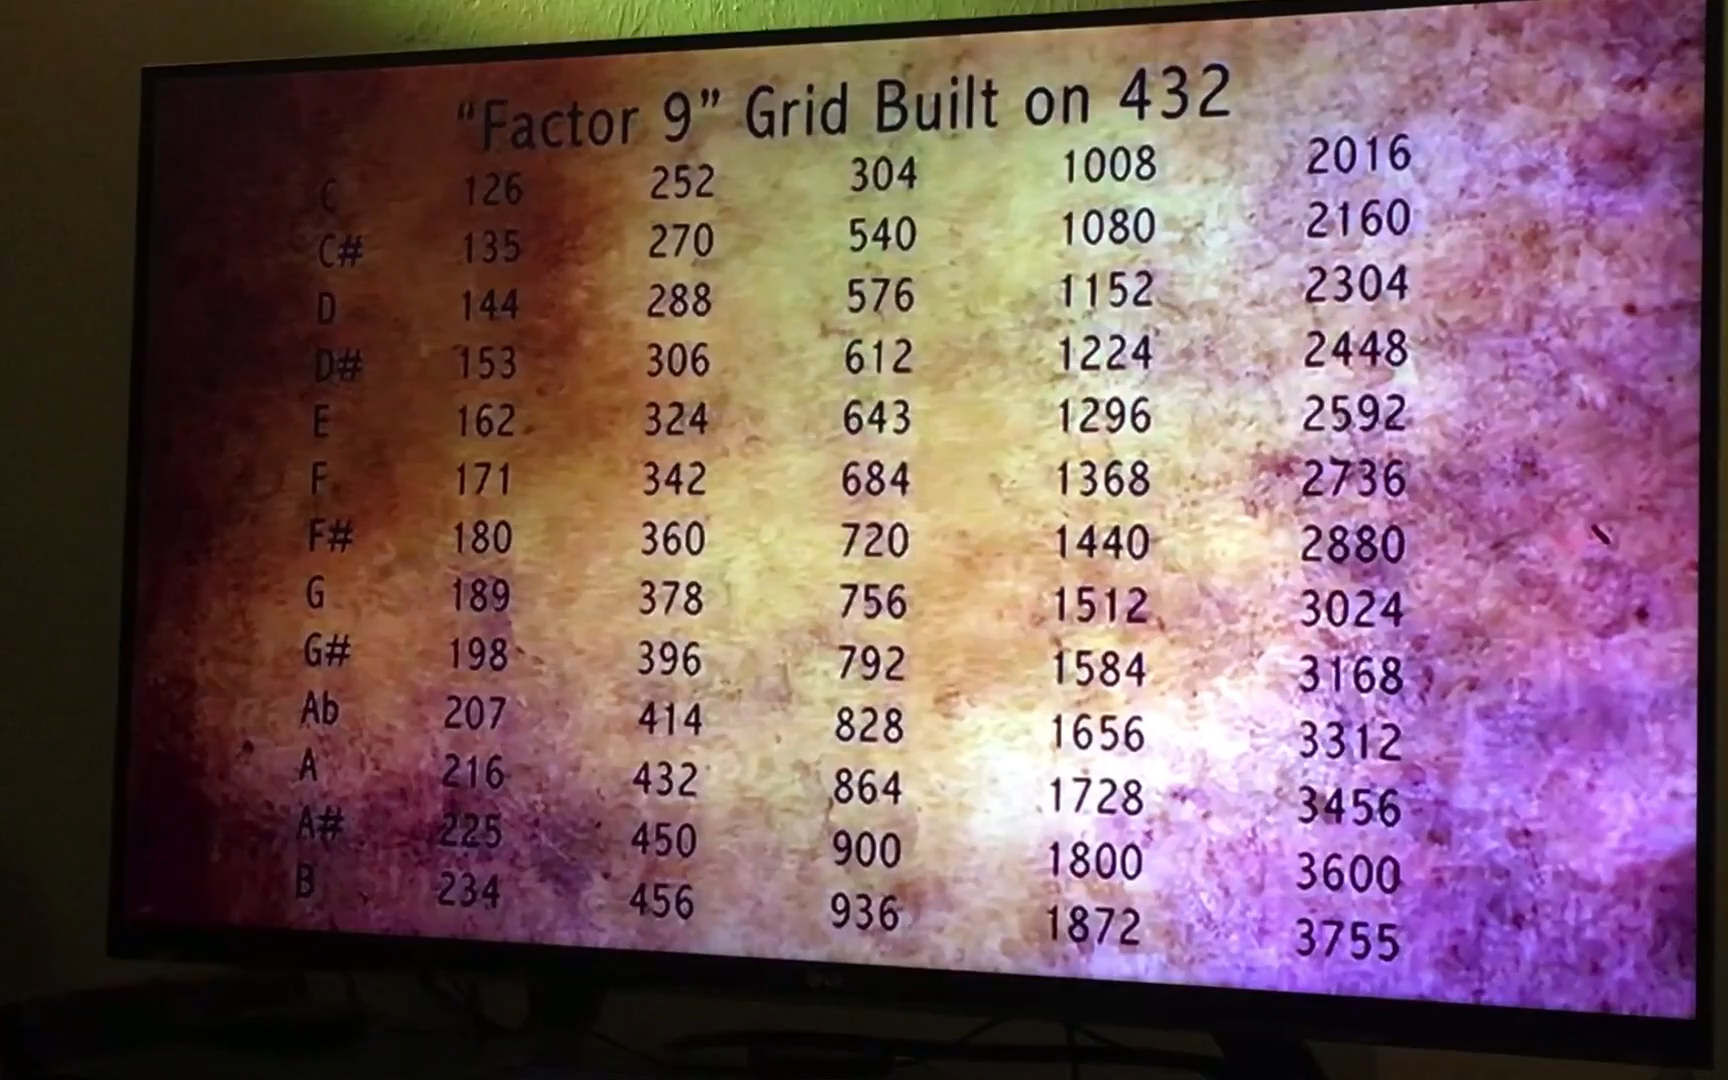 "Factor 9" Grid Built on 432
C 126 252 304 1008 2016
C# 135 270 540 1080 2160
D 144 288 576 1152 2304
D# 153 306 612 1224 2448
E 162 324 643 1296 2592
F 171 342 684 1368 2736
F# 180 360 720 1440 2880
G 189 378 756 1512 3024
G# 198 396 792 1584 3168
Ab 207 414 828 1656 3312
A 216 432 864 1728 3456
A# 225 450 900 1800 3600
B 234 456 936 1872 3755